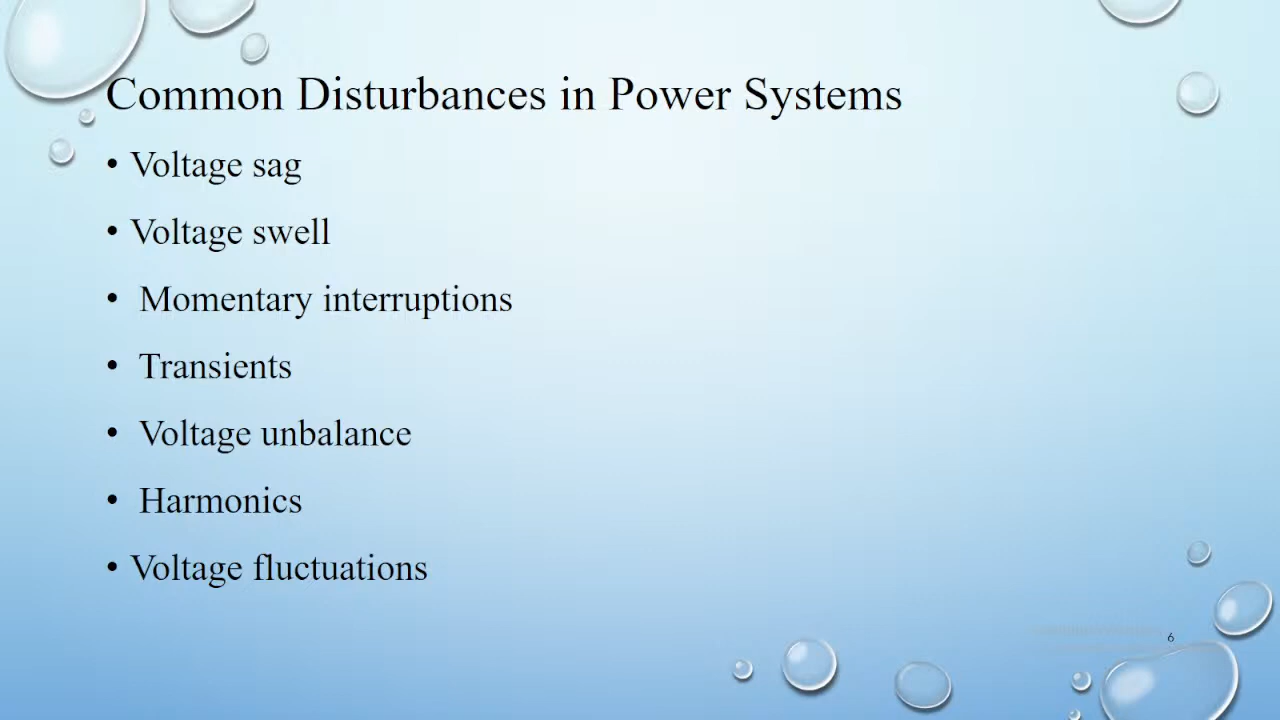 Common Disturbances in Power Systems
• Voltage sag
• Voltage swell
• Momentary interruptions
• Transients
• Voltage unbalance
• Harmonics
• Voltage fluctuations
6